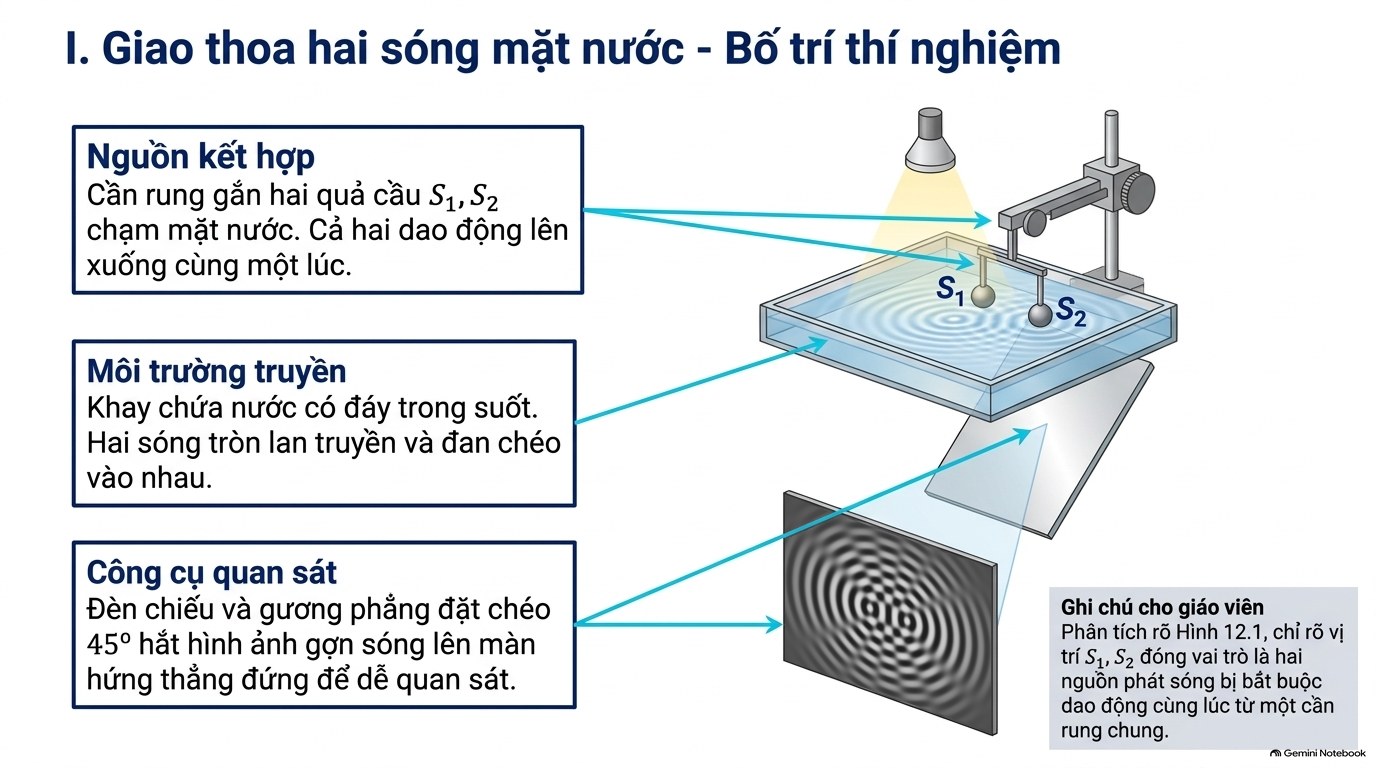 I. Giao thoa hai sóng mặt nước - Bố trí thí nghiệm
Nguồn kết hợp
Cần rung gắn hai quả cầu S₁, S₂
chạm mặt nước. Cả hai dao động lên
xuống cùng một lúc.
Môi trường truyền
Khay chứa nước có đáy trong suốt.
Hai sóng tròn lan truyền và đan chéo
vào nhau.
Công cụ quan sát
Đèn chiếu và gương phẳng đặt chéo
45° hắt hình ảnh gợn sóng lên màn
hứng thẳng đứng để dễ quan sát.
S₁
S₂
Ghi chú cho giáo viên
Phân tích rõ Hình 12.1, chỉ rõ vị
trí S₁, S₂ đóng vai trò là hai
nguồn phát sóng bị bắt buộc
dao động cùng lúc từ một cần
rung chung.
Gemini Notebook